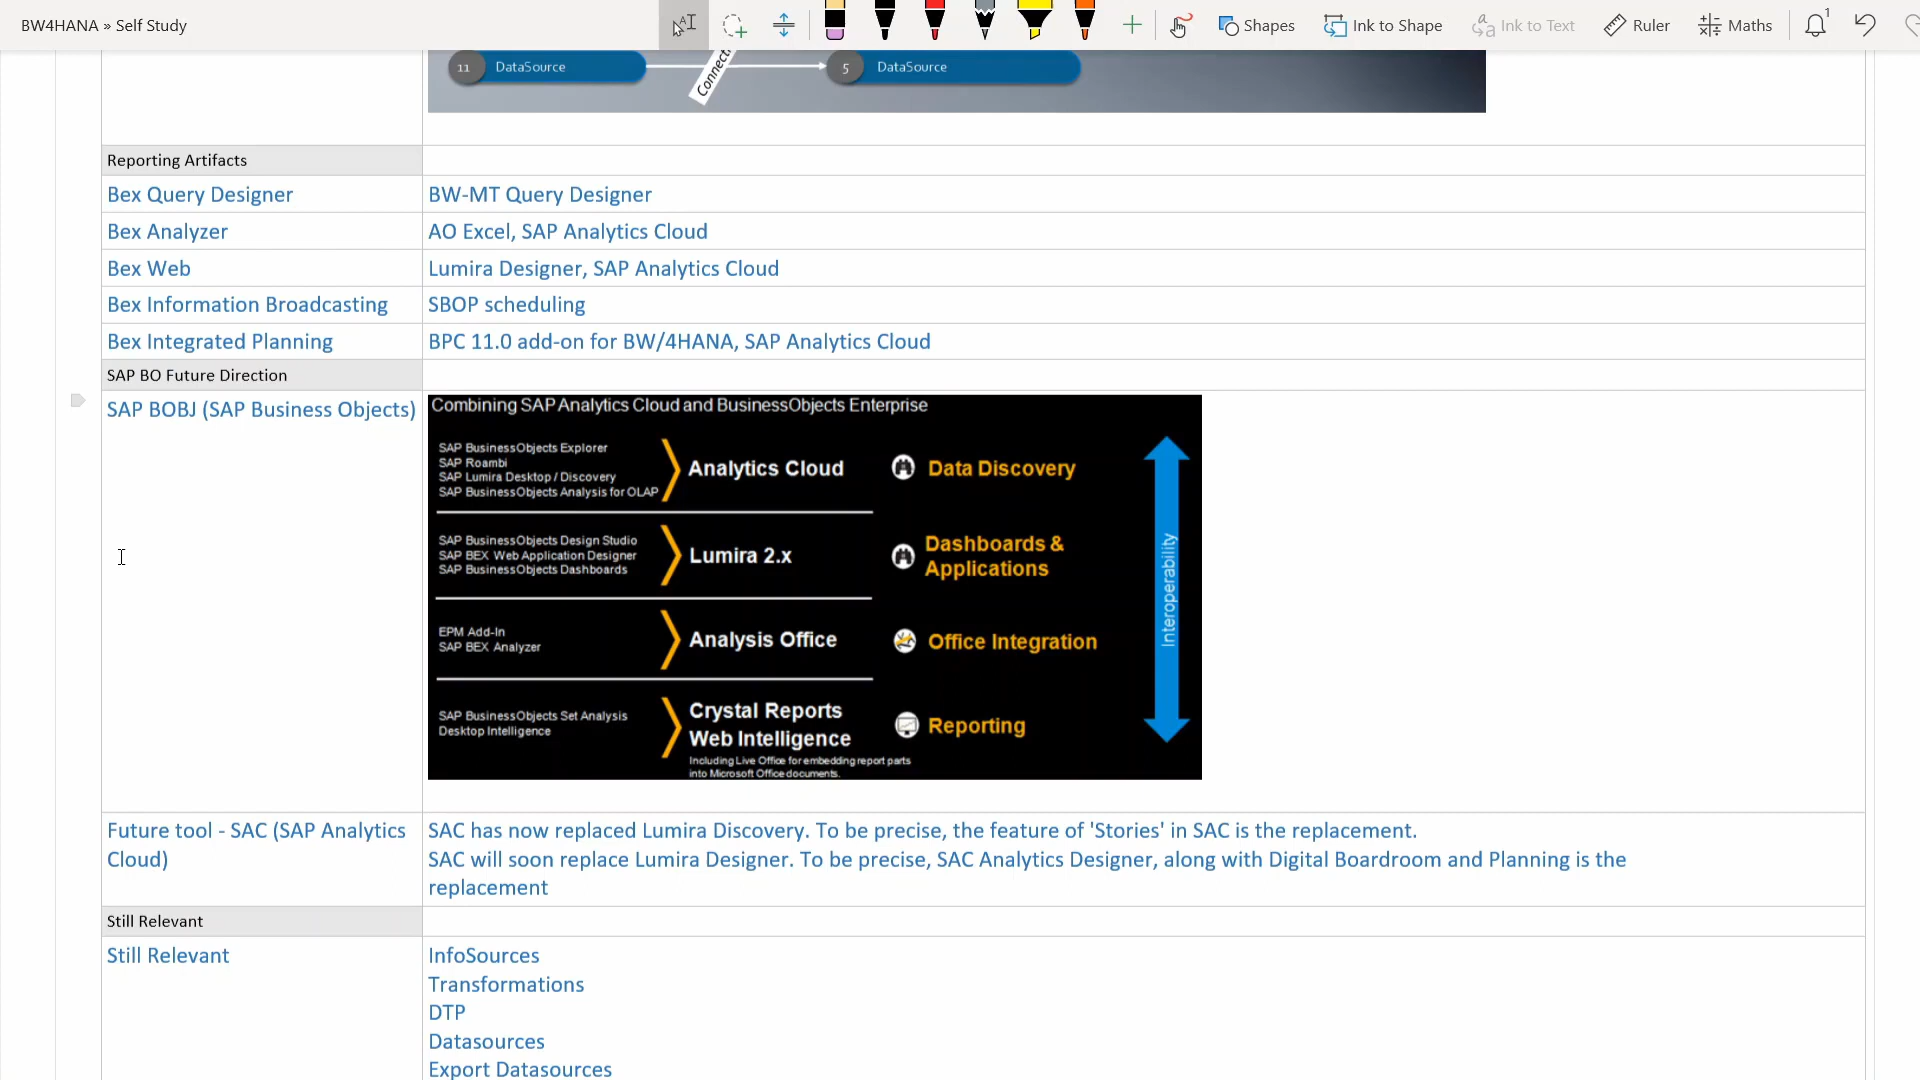 BW4HANA » Self Study
Shapes
Ink to Shape
Ink to Text
Ruler
Maths
1
11 DataSource
5 DataSource
Reporting Artifacts
Bex Query Designer
BW-MT Query Designer
Bex Analyzer
AO Excel, SAP Analytics Cloud
Bex Web
Lumira Designer, SAP Analytics Cloud
Bex Information Broadcasting
SBOP scheduling
Bex Integrated Planning
BPC 11.0 add-on for BW/4HANA, SAP Analytics Cloud
SAP BO Future Direction
SAP BOBJ (SAP Business Objects)
Combining SAP Analytics Cloud and BusinessObjects Enterprise
SAP BusinessObjects Explorer
SAP Roambi
SAP Lumira Desktop / Discovery
SAP BusinessObjects Analysis for OLAP
Analytics Cloud
Data Discovery
SAP BusinessObjects Design Studio
SAP BEX Web Application Designer
SAP BusinessObjects Dashboards
Lumira 2.x
Dashboards &
Applications
EPM Add-In
SAP BEX Analyzer
Analysis Office
Office Integration
SAP BusinessObjects Set Analysis
Desktop Intelligence
Crystal Reports
Web Intelligence
Including Live Office for embedding report parts
into Microsoft Office documents.
Reporting
Interoperability
Future tool - SAC (SAP Analytics
Cloud)
SAC has now replaced Lumira Discovery. To be precise, the feature of 'Stories' in SAC is the replacement.
SAC will soon replace Lumira Designer. To be precise, SAC Analytics Designer, along with Digital Boardroom and Planning is the
replacement
Still Relevant
Still Relevant
InfoSources
Transformations
DTP
Datasources
Export Datasources